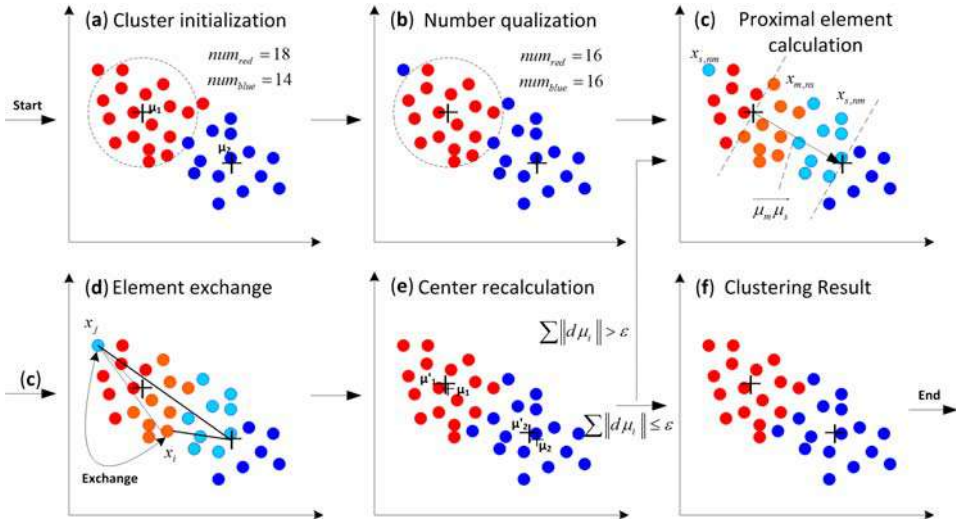 (a) Cluster initialization
num_red = 18
num_blue = 14
μ₁
μ₂
Start
(b) Number qualization
num_red = 16
num_blue = 16
(c) Proximal element
calculation
x_s,nm
x_m,ns
x_s,nm
μ_m μ_s
(d) Element exchange
x_j
(c)
x_i
Exchange
(e) Center recalculation
∑‖dμ_i‖ > ε
μ'₁
μ₁
μ'₂
μ₂
∑‖dμ_i‖ ≤ ε
(f) Clustering Result
End